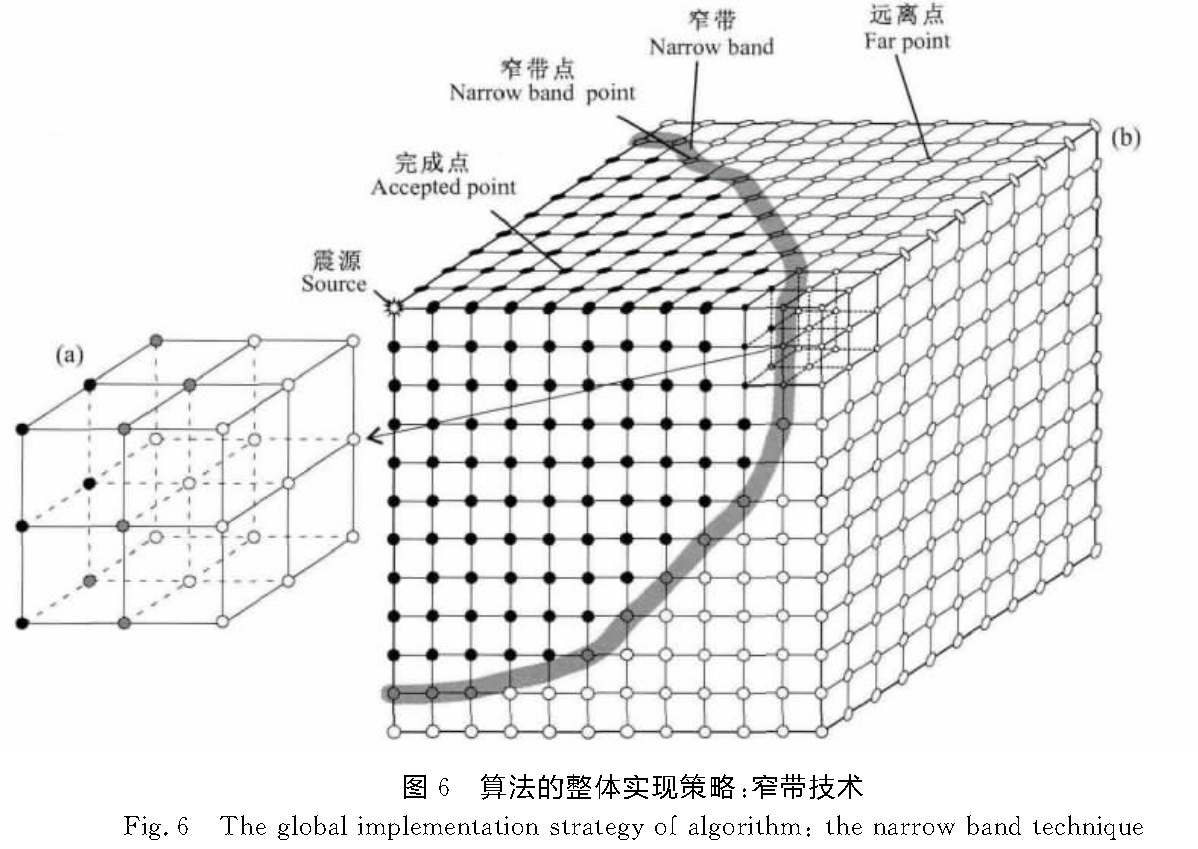 窄带
Narrow band
远离点
Far point
窄带点
Narrow band point
(b)
完成点
Accepted point
震源
Source
(a)
图 6 算法的整体实现策略:窄带技术
Fig. 6 The global implementation strategy of algorithm: the narrow band technique